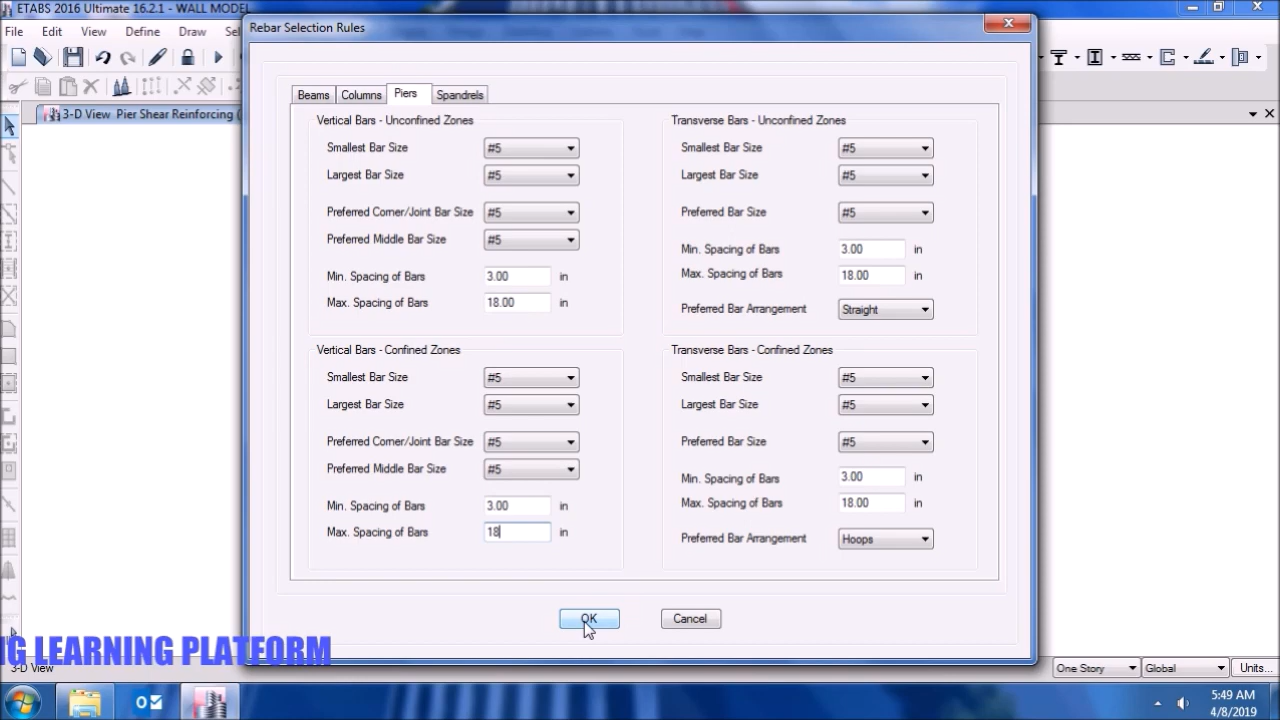 ETABS 2016 Ultimate 16.2.1 - WALL MODEL
File Edit View Define Draw Sel
3-D View Pier Shear Reinforcing (
Rebar Selection Rules
Beams Columns Piers Spandrels
Vertical Bars - Unconfined Zones
Smallest Bar Size #5
Largest Bar Size #5
Preferred Corner/Joint Bar Size #5
Preferred Middle Bar Size #5
Min. Spacing of Bars 3.00 in
Max. Spacing of Bars 18.00 in
Transverse Bars - Unconfined Zones
Smallest Bar Size #5
Largest Bar Size #5
Preferred Bar Size #5
Min. Spacing of Bars 3.00 in
Max. Spacing of Bars 18.00 in
Preferred Bar Arrangement Straight
Vertical Bars - Confined Zones
Smallest Bar Size #5
Largest Bar Size #5
Preferred Corner/Joint Bar Size #5
Preferred Middle Bar Size #5
Min. Spacing of Bars 3.00 in
Max. Spacing of Bars 18 in
Transverse Bars - Confined Zones
Smallest Bar Size #5
Largest Bar Size #5
Preferred Bar Size #5
Min. Spacing of Bars 3.00 in
Max. Spacing of Bars 18.00 in
Preferred Bar Arrangement Hoops
OK Cancel
G LEARNING PLATFORM
3-D View One Story Global Units...
5:49 AM
4/8/2019